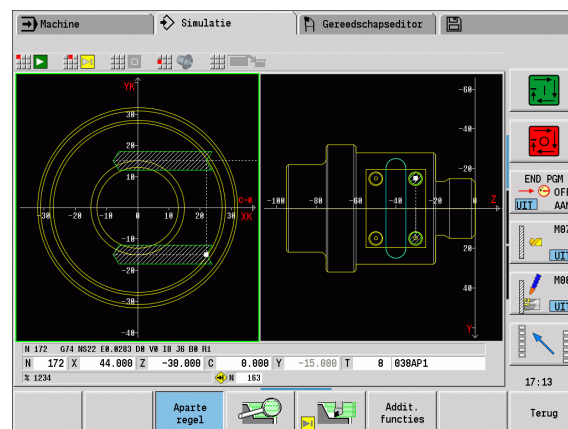 Machine
Simulatie
Gereedschapseditor
YK
30
20
10
-30
-20
-10
0
10
20
30
C-0
XK
-10
-20
-30
-40
-60
-40
-20
-100
-80
-60
-40
-20
0
Z
20
40
Y
END PGM
OFF
UIT AAN
M07
UIT
M08
UIT
N 172 G74 NS22 E0.0283 D0 V0 I8 J6 B0 R1
N 172 X 44.000 Z -30.000 C 0.000 Y -15.000 T 8 038AP1
% 1234
N 163
17:13
Aparte
regel
Addit.
functies
Terug